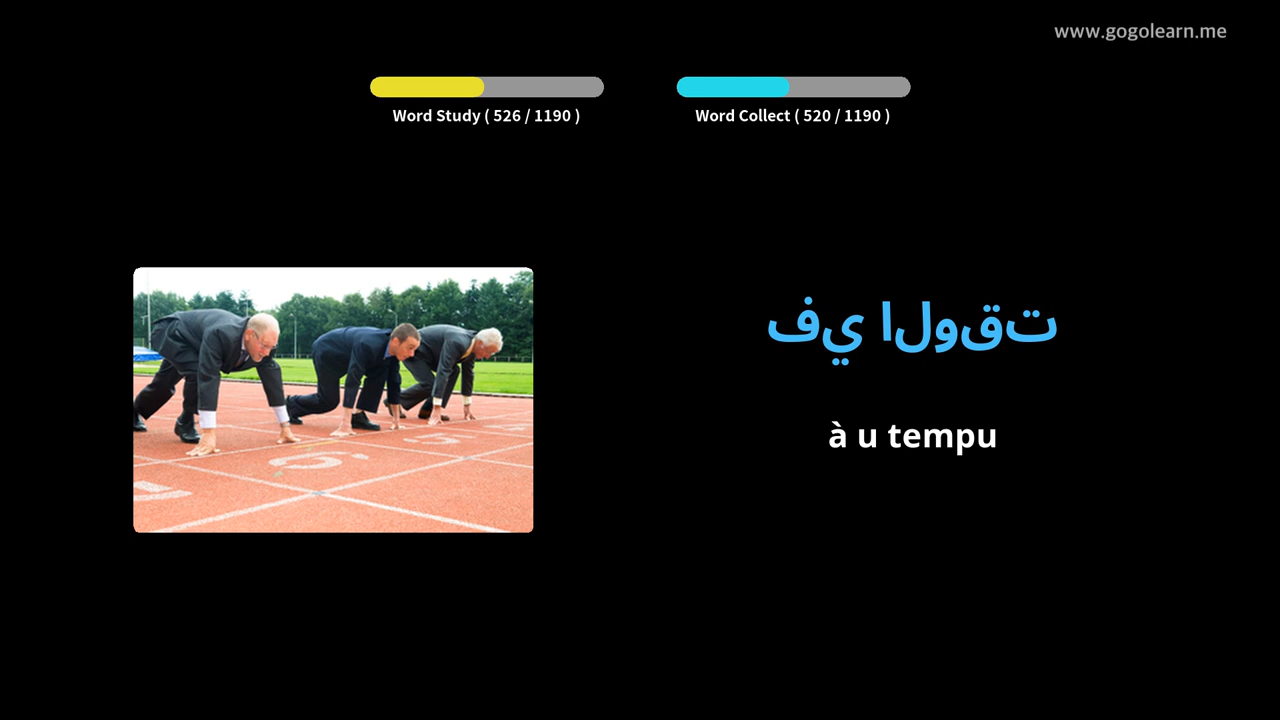 www.gogolearn.me
Word Study ( 526 / 1190 )
Word Collect ( 520 / 1190 )
في الوقت
à u tempu